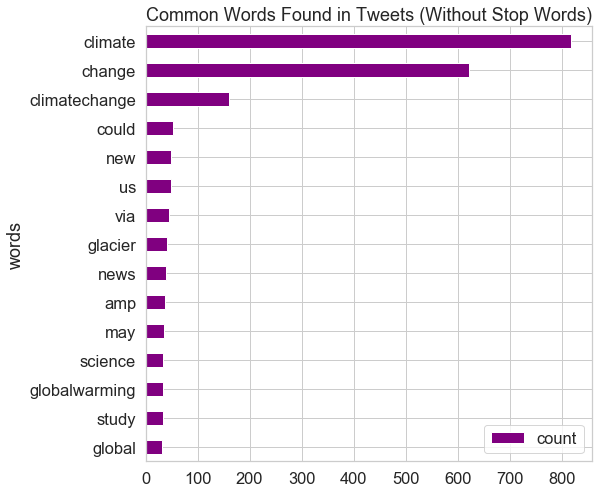 Common Words Found in Tweets (Without Stop Words)
climate
change
climatechange
could
new
us
via
glacier
news
amp
may
science
globalwarming
study
global
words
count
0 100 200 300 400 500 600 700 800